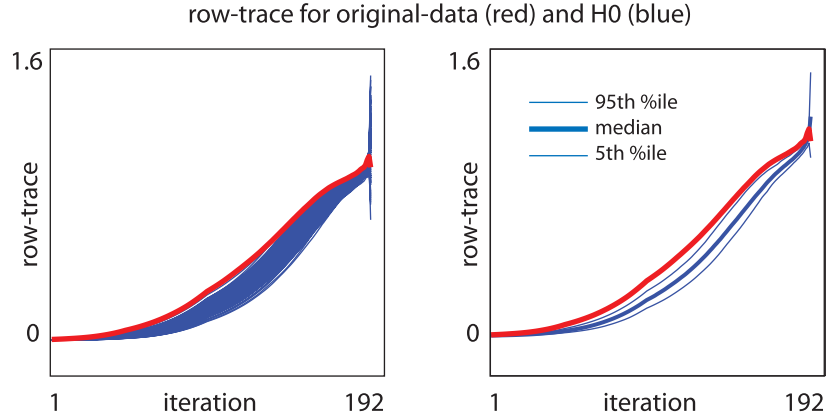 row-trace for original-data (red) and H0 (blue)
1.6
row-trace
0
1 iteration 192
1.6
95th %ile
median
5th %ile
row-trace
0
1 iteration 192